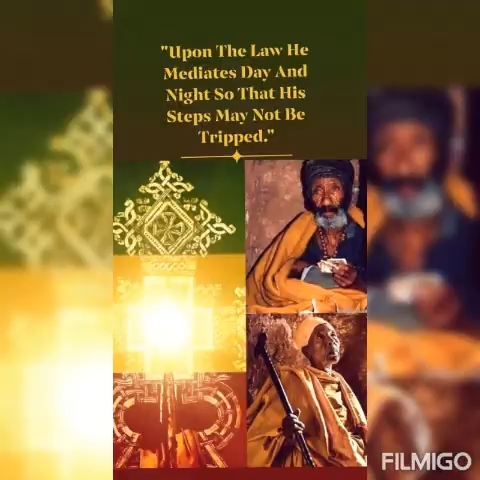 "Upon The Law He
Mediates Day And
Night So That His
Steps May Not Be
Tripped."
FILMIGO